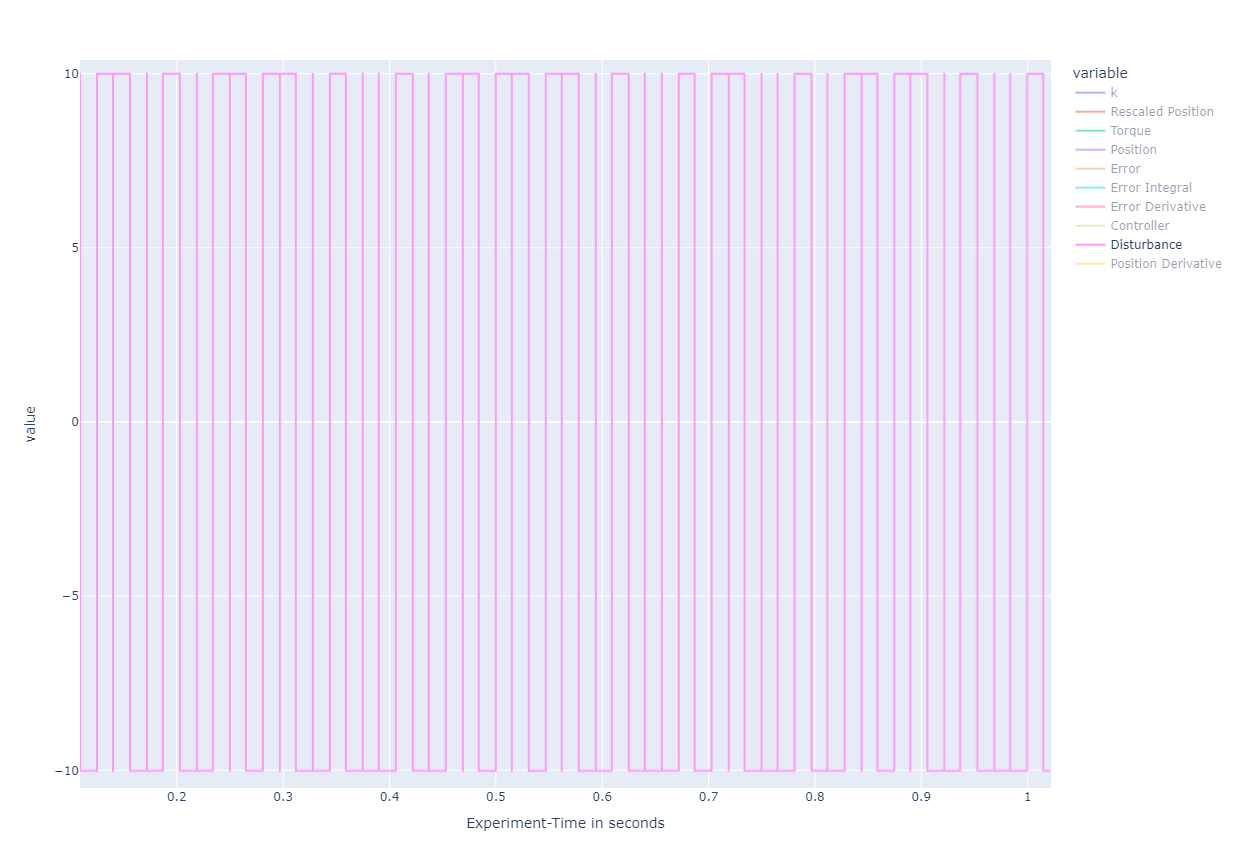 variable
k
Rescaled Position
Torque
Position
Error
Error Integral
Error Derivative
Controller
Disturbance
Position Derivative
10
5
0
−5
−10
value
0.2 0.3 0.4 0.5 0.6 0.7 0.8 0.9 1
Experiment-Time in seconds